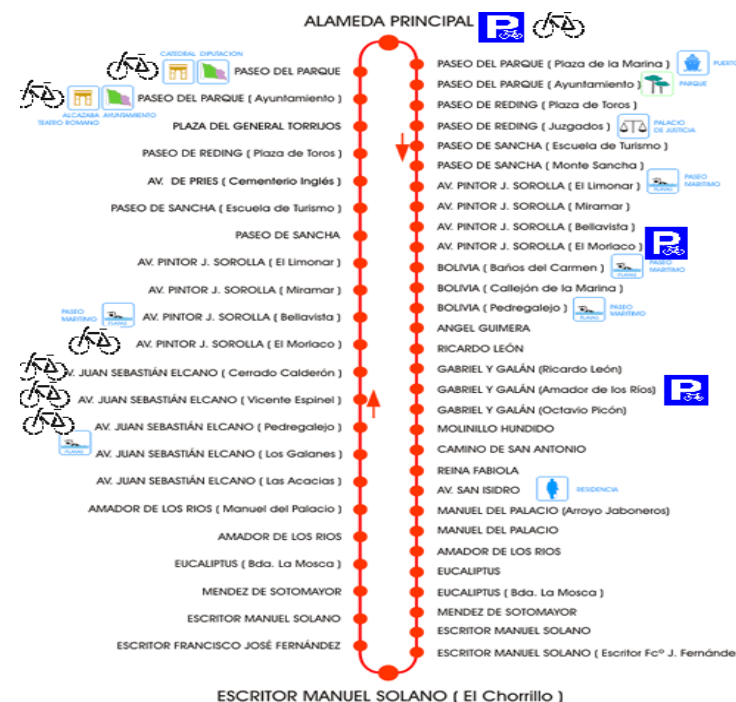 ALAMEDA PRINCIPAL
CATEDRAL DIPUTACION
PASEO DEL PARQUE
PASEO DEL PARQUE ( Ayuntamiento )
ALCAZABA AYUNTAMIENTO
TEATRO ROMANO
PLAZA DEL GENERAL TORRIJOS
PASEO DE REDING ( Plaza de Toros )
AV. DE PRIES ( Cementerio Inglés )
PASEO DE SANCHA ( Escuela de Turismo )
PASEO DE SANCHA
AV. PINTOR J. SOROLLA ( El Limonar )
AV. PINTOR J. SOROLLA ( Miramar )
PASEO
MARITIMO
PLAYAS
AV. PINTOR J. SOROLLA ( Bellavista )
AV. PINTOR J. SOROLLA ( El Morlaco )
V. JUAN SEBASTIÁN ELCANO ( Cerrado Calderón )
AV. JUAN SEBASTIÁN ELCANO ( Vicente Espinel )
AV. JUAN SEBASTIÁN ELCANO ( Pedregalejo )
PLAYAS
AV. JUAN SEBASTIÁN ELCANO ( Los Galanes )
AV. JUAN SEBASTIÁN ELCANO ( Las Acacias )
AMADOR DE LOS RIOS ( Manuel del Palacio )
AMADOR DE LOS RIOS
EUCALIPTUS ( Bda. La Mosca )
MENDEZ DE SOTOMAYOR
ESCRITOR MANUEL SOLANO
ESCRITOR FRANCISCO JOSÉ FERNÁNDEZ
P
PASEO DEL PARQUE ( Plaza de la Marina )
PUERTO
PASEO DEL PARQUE ( Ayuntamiento )
PARQUE
PASEO DE REDING ( Plaza de Toros )
PASEO DE REDING ( Juzgados )
PALACIO
DE JUSTICIA
PASEO DE SANCHA ( Escuela de Turismo )
PASEO DE SANCHA ( Monte Sancha )
AV. PINTOR J. SOROLLA ( El Limonar )
PLAYAS
PASEO
MARITIMO
AV. PINTOR J. SOROLLA ( Miramar )
AV. PINTOR J. SOROLLA ( Bellavista )
AV. PINTOR J. SOROLLA ( El Morlaco )
P
BOLIVIA ( Baños del Carmen )
PLAYAS
PASEO
MARITIMO
BOLIVIA ( Callejón de la Marina )
BOLIVIA ( Pedregalejo )
PLAYAS
PASEO
MARITIMO
ANGEL GUIMERA
RICARDO LEÓN
GABRIEL Y GALÁN (Ricardo León)
GABRIEL Y GALÁN (Amador de los Ríos)
P
GABRIEL Y GALÁN (Octavio Picón)
MOLINILLO HUNDIDO
CAMINO DE SAN ANTONIO
REINA FABIOLA
AV. SAN ISIDRO
RESIDENCIA
MANUEL DEL PALACIO (Arroyo Jaboneros)
MANUEL DEL PALACIO
AMADOR DE LOS RIOS
EUCALIPTUS
EUCALIPTUS ( Bda. La Mosca )
MENDEZ DE SOTOMAYOR
ESCRITOR MANUEL SOLANO
ESCRITOR MANUEL SOLANO ( Escritor Fcº J. Fernánde
ESCRITOR MANUEL SOLANO ( El Chorrillo )